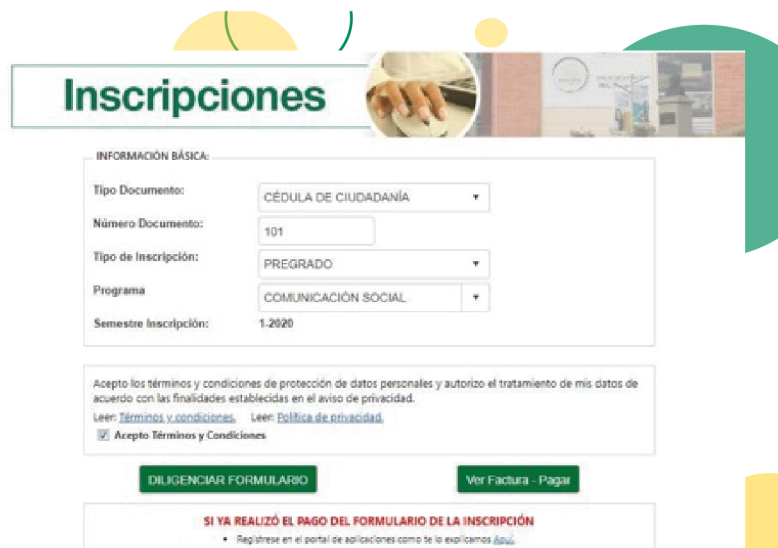 Inscripciones
INFORMACIÓN BÁSICA:
Tipo Documento:
CÉDULA DE CIUDADANÍA
Número Documento:
101
Tipo de Inscripción:
PREGRADO
Programa
COMUNICACIÓN SOCIAL
Semestre Inscripción:
1-2020
Acepto los términos y condiciones de protección de datos personales y autorizo el tratamiento de mis datos de
acuerdo con las finalidades establecidas en el aviso de privacidad.
Leer: Términos y condiciones. Leer: Política de privacidad.
Acepto Términos y Condiciones
DILIGENCIAR FORMULARIO
Ver Factura - Pagar
SI YA REALIZÓ EL PAGO DEL FORMULARIO DE LA INSCRIPCIÓN
• Regístrese en el portal de aplicaciones como te lo explicamos Aquí.